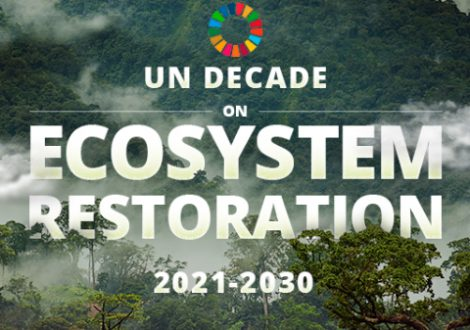 UN DECADE
ON
ECOSYSTEM
RESTORATION
2021-2030